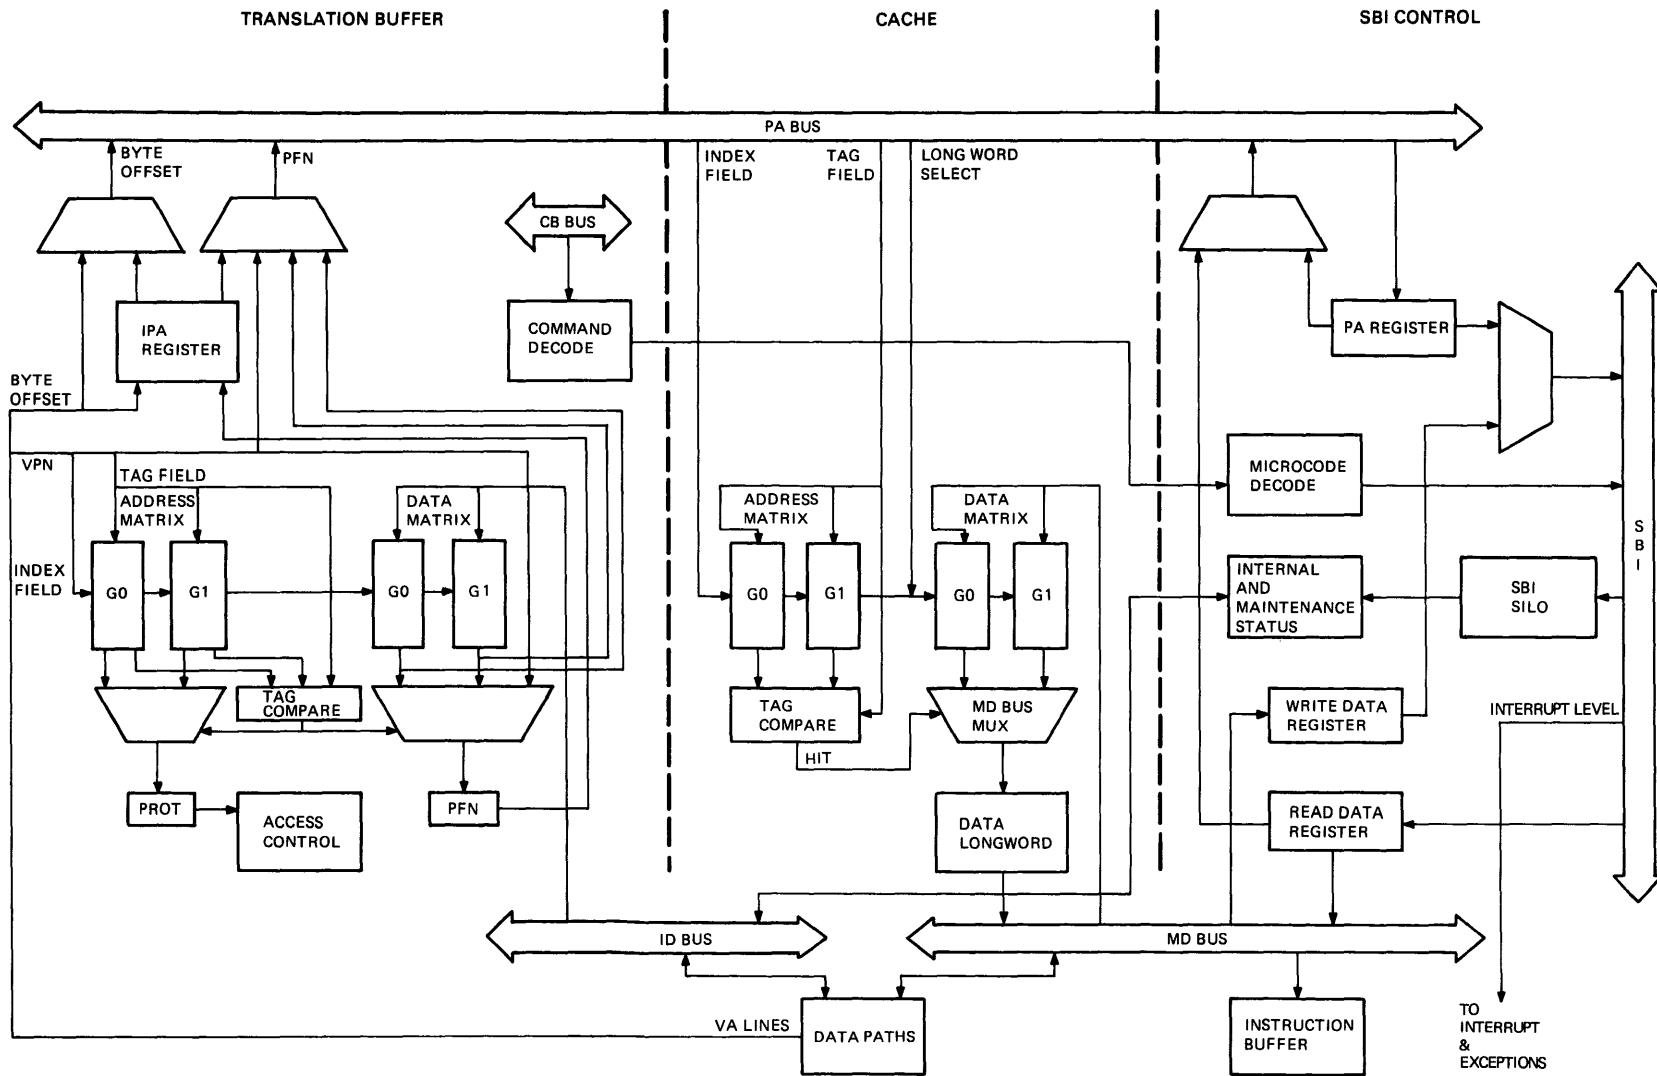 TRANSLATION BUFFER
CACHE
SBI CONTROL
PA BUS
BYTE
OFFSET
PFN
INDEX
FIELD
TAG
FIELD
LONG WORD
SELECT
CB BUS
IPA
REGISTER
COMMAND
DECODE
PA REGISTER
BYTE
OFFSET
VPN
TAG FIELD
ADDRESS
MATRIX
DATA
MATRIX
ADDRESS
MATRIX
DATA
MATRIX
MICROCODE
DECODE
S
B
I
INDEX
FIELD
G0
G1
G0
G1
G0
G1
G0
G1
INTERNAL
AND
MAINTENANCE
STATUS
SBI
SILO
TAG
COMPARE
TAG
COMPARE
MD BUS
MUX
WRITE DATA
REGISTER
INTERRUPT LEVEL
HIT
PROT
ACCESS
CONTROL
PFN
DATA
LONGWORD
READ DATA
REGISTER
ID BUS
MD BUS
VA LINES
DATA PATHS
INSTRUCTION
BUFFER
TO
INTERRUPT
&
EXCEPTIONS